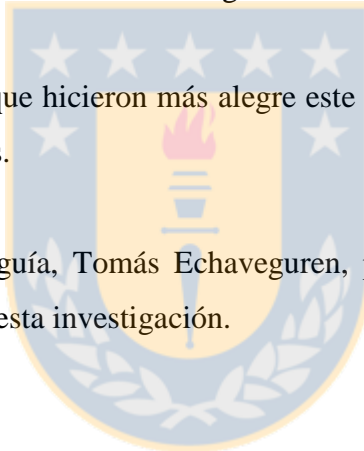 que hicieron más alegre este
s.
guía, Tomás Echaveguren, p
esta investigación.